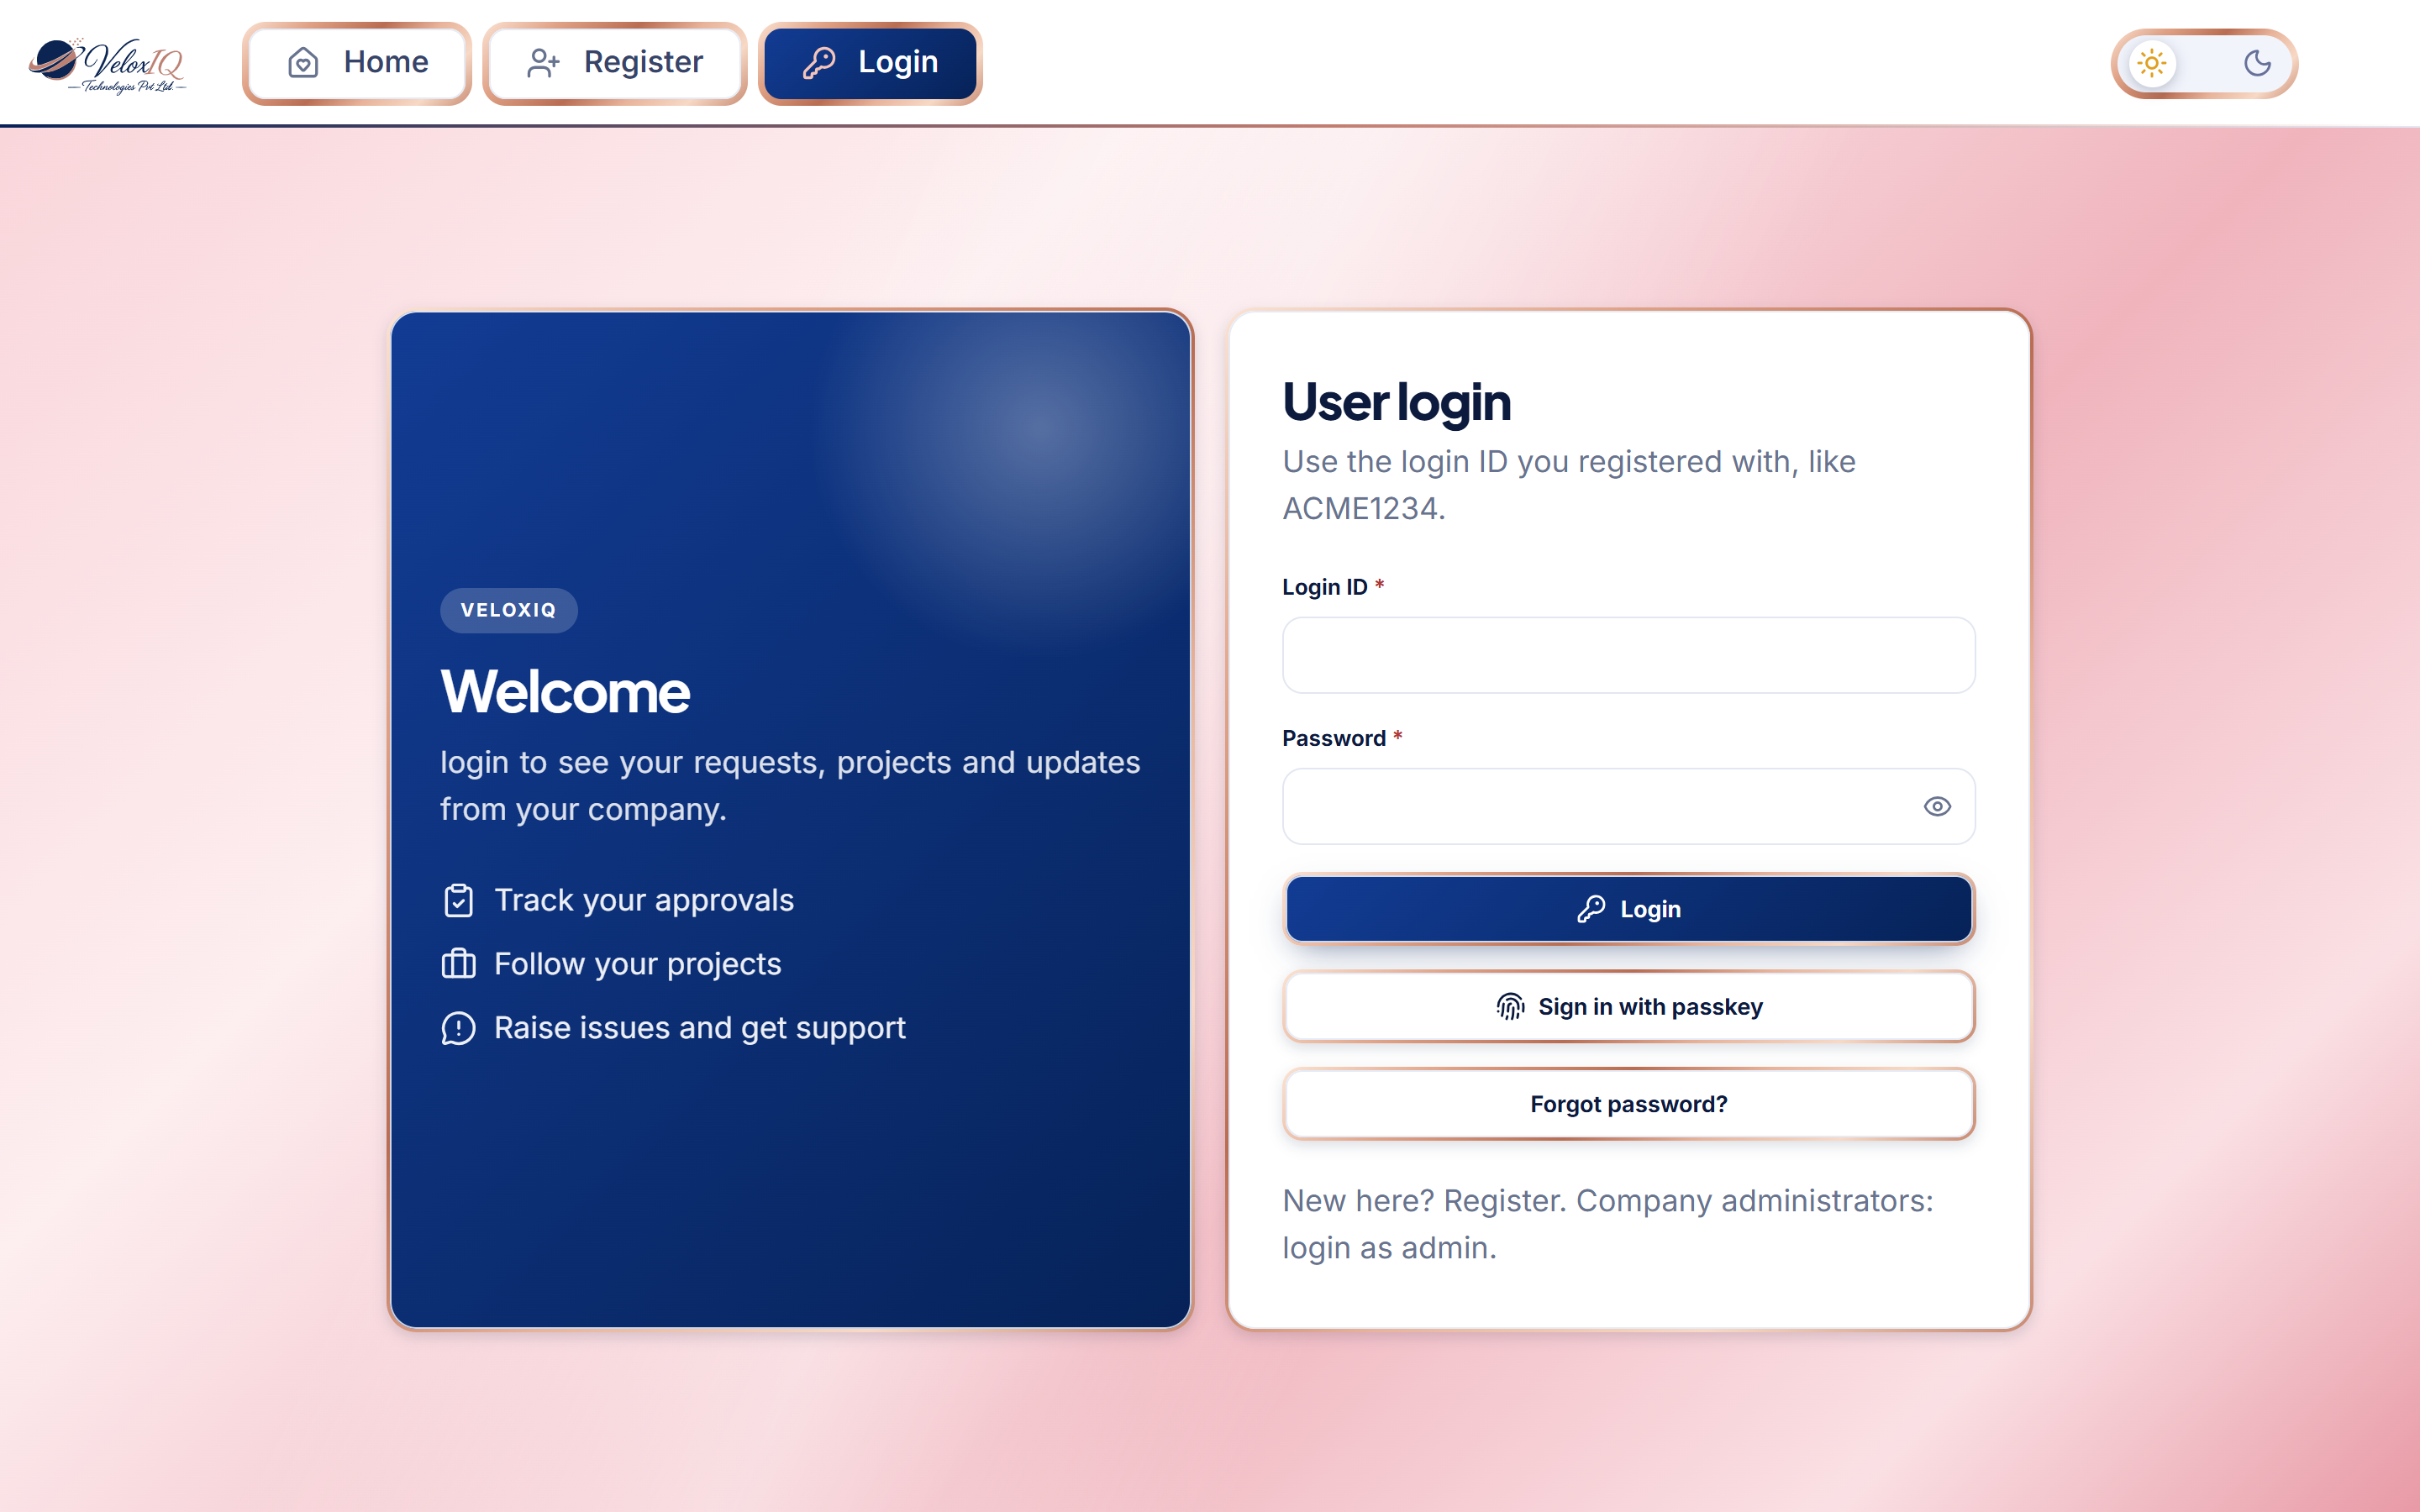 VeloxIQ
Technologies Pvt Ltd.
Home
Register
Login
VELOXIQ
Welcome
login to see your requests, projects and updates
from your company.
Track your approvals
Follow your projects
Raise issues and get support
User login
Use the login ID you registered with, like
ACME1234.
Login ID *
Password *
Login
Sign in with passkey
Forgot password?
New here? Register. Company administrators:
login as admin.